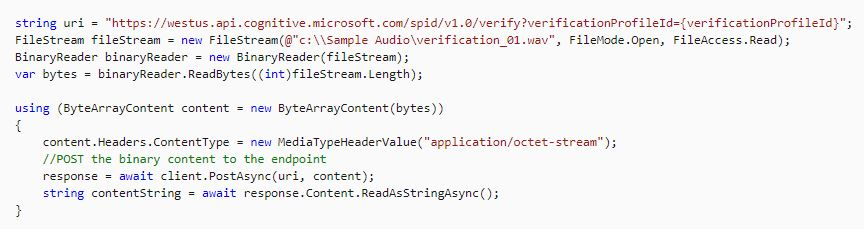 string uri = "https://westus.api.cognitive.microsoft.com/spid/v1.0/verify?verificationProfileId={verificationProfileId}";
FileStream fileStream = new FileStream(@"c:\\Sample Audio\verification_01.wav", FileMode.Open, FileAccess.Read);
BinaryReader binaryReader = new BinaryReader(fileStream);
var bytes = binaryReader.ReadBytes((int)fileStream.Length);
using (ByteArrayContent content = new ByteArrayContent(bytes))
{
content.Headers.ContentType = new MediaTypeHeaderValue("application/octet-stream");
//POST the binary content to the endpoint
response = await client.PostAsync(uri, content);
string contentString = await response.Content.ReadAsStringAsync();
}